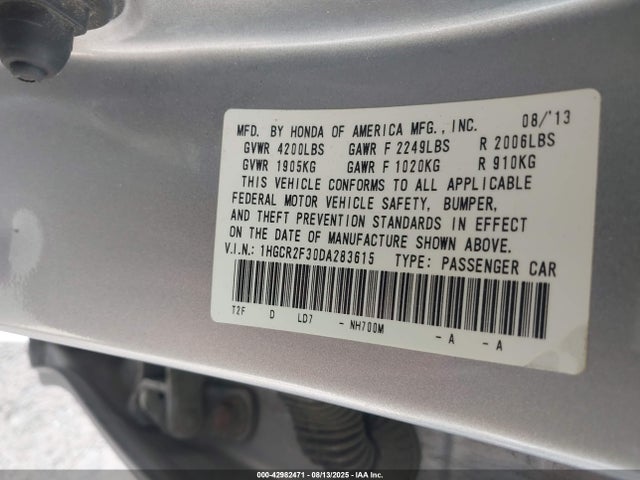 MFD. BY HONDA OF AMERICA MFG., INC. 08/'13
GVWR 4200LBS GAWR F 2249LBS R 2006LBS
GVWR 1905KG GAWR F 1020KG R 910KG
THIS VEHICLE CONFORMS TO ALL APPLICABLE
FEDERAL MOTOR VEHICLE SAFETY, BUMPER,
AND THEFT PREVENTION STANDARDS IN EFFECT
ON THE DATE OF MANUFACTURE SHOWN ABOVE.
V.I.N.: 1HGCR2F30DA283615 TYPE: PASSENGER CAR
T2F D LD7 - NH700M - A - A
000-42982471 - 08/13/2025 - IAA Inc.